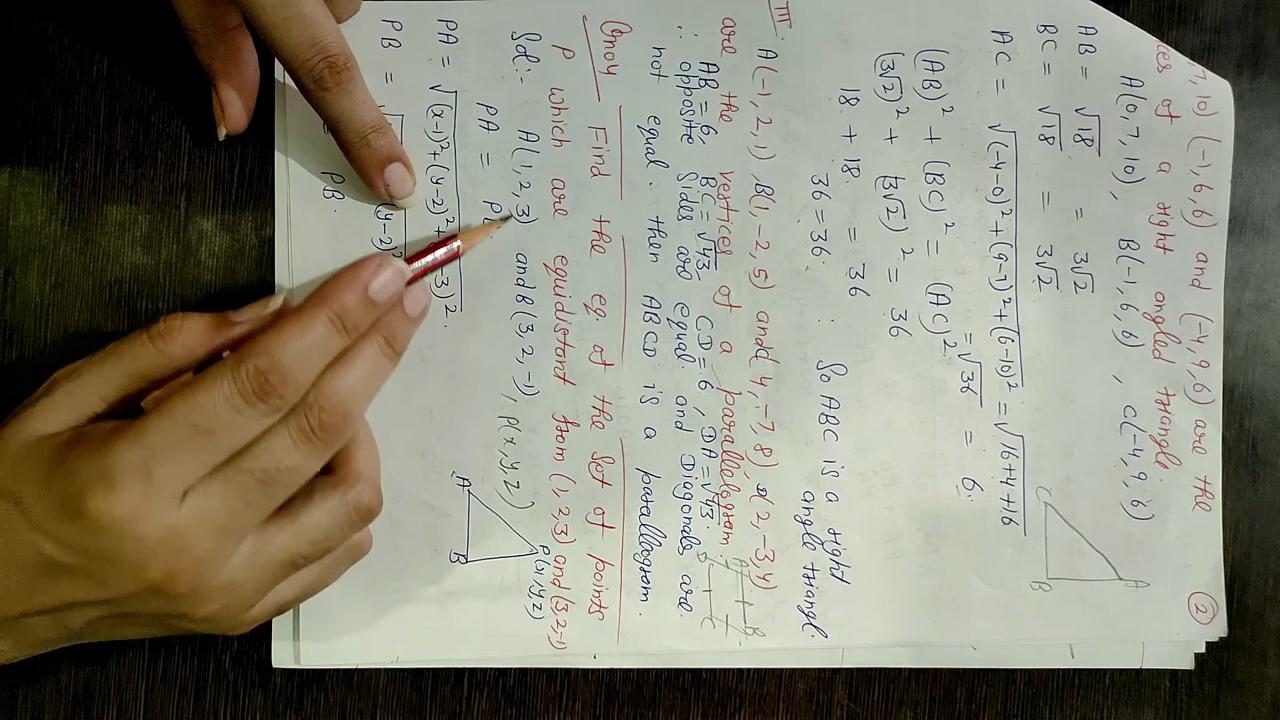 7, 10) (-1, 6, 6) and (-4, 9, 6) are the
ces of a right angled triangle
②
A(0, 7, 10), B(-1, 6, 6) , C(-4, 9, 6)
AB = √18 = 3√2
BC = √18 = 3√2
AC = √(-4-0)²+(9-7)²+(6-10)² = √16+4+16
= √36 = 6.
A
B
C
(AB)² + (BC)² = (AC)²
(3√2)² + (3√2)² = 36
18 + 18 = 36
36 = 36. So ABC is a right
angle triangl
III A(-1, 2, 1) ,B(1, -2, 5) and(4, -7, 8) ,D(2, -3, 4)
are the vertices of a parallelogram.
AB = 6, BC = √43 CD = 6 , DA = √43.
∴ opposite sides are equal. and Diagonals are.
not equal. then ABCD is a parallogram.
A B
D C
Qno4 Find the eq. of the set of points
P which are equidistant from (1, 2, 3) and (3, 2, -1)
Sol:- A(1, 2, 3) and B(3, 2, -1) , P(x, y, z)
PA =
P(x, y, z)
A
B
PA = √(x-1)²+(y-2)²+ 3)².
PB = √ (y-2)²
= PB.